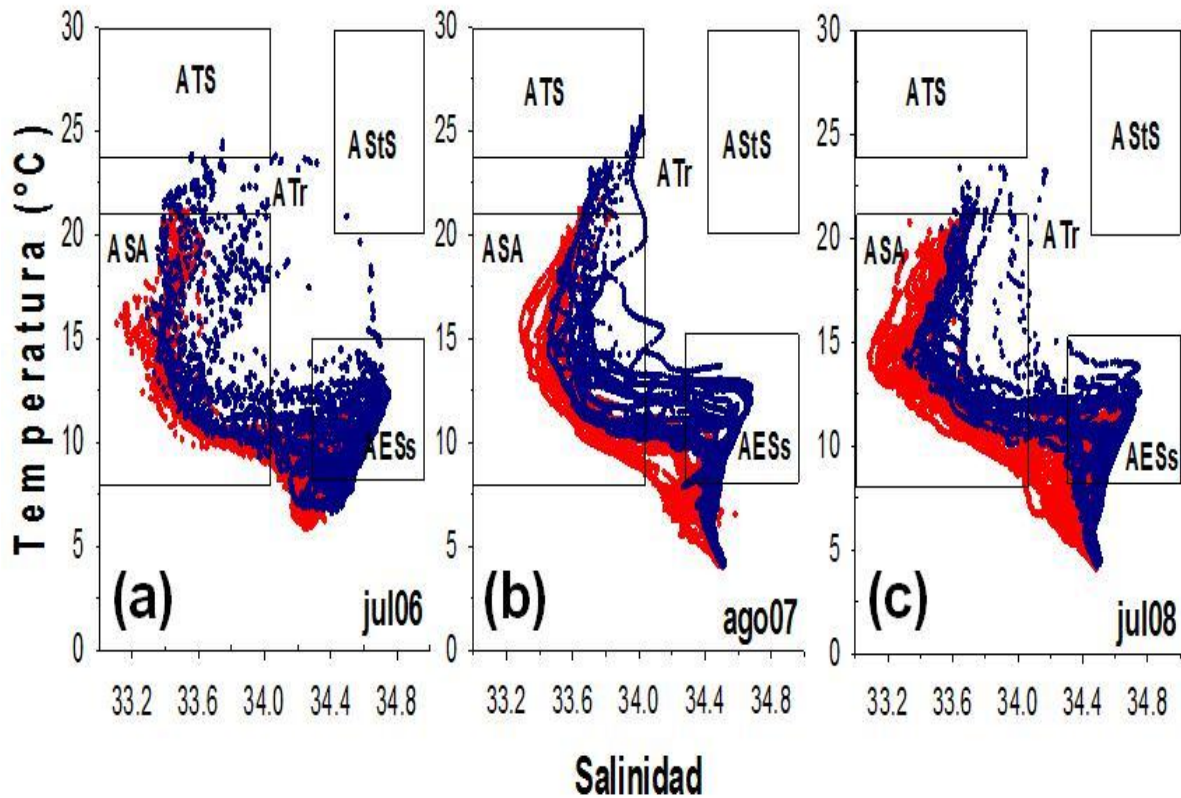 Temperatura (°C)
30
25
20
15
10
5
0
ATS
AStS
ATr
ASA
AESs
(a)
jul06
33.2 33.6 34.0 34.4 34.8
30
25
20
15
10
5
0
ATS
AStS
ATr
ASA
AESs
(b)
ago07
33.2 33.6 34.0 34.4 34.8
30
25
20
15
10
5
0
ATS
AStS
ATr
ASA
AESs
(c)
jul08
33.2 33.6 34.0 34.4 34.8
Salinidad